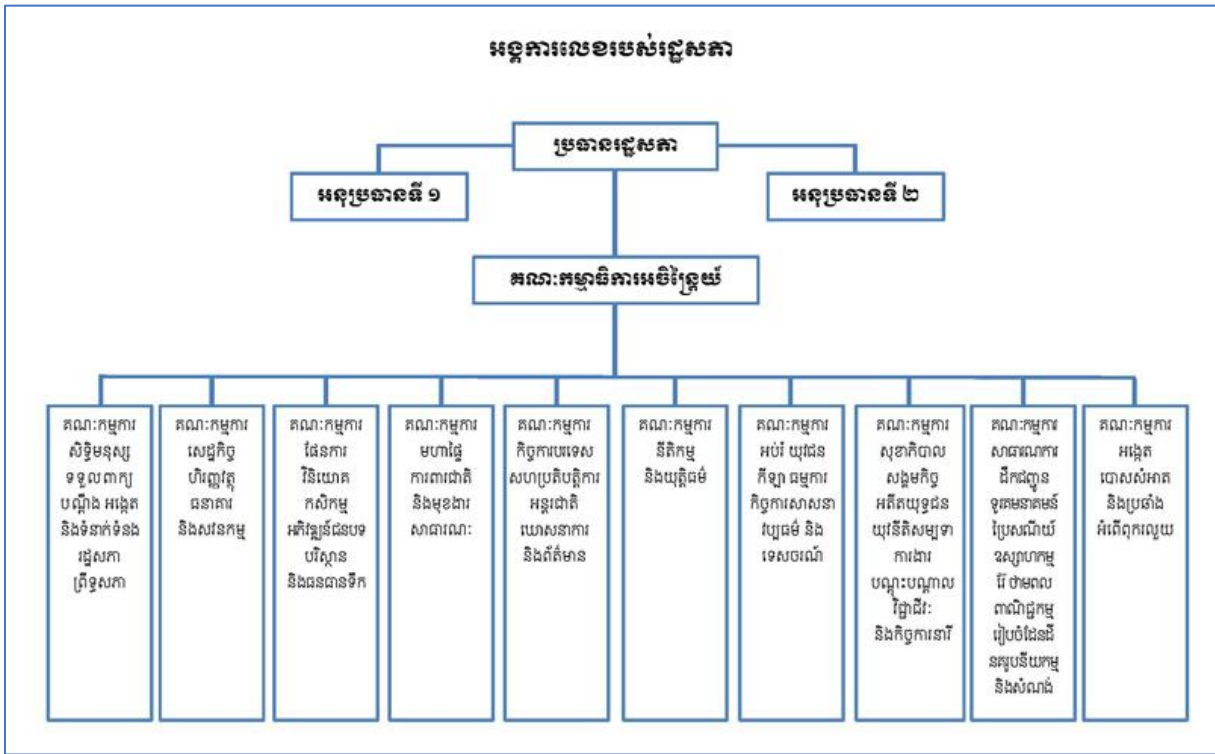 អង្គការលេខរបស់រដ្ឋសភា
ប្រធានរដ្ឋសភា
អនុប្រធានទី ១
អនុប្រធានទី ២
គណៈកម្មាធិការអចិន្ត្រៃយ៍
គណៈកម្មការ
សិទ្ធិមនុស្ស
ទទួលពាក្យ
បណ្តឹង អង្កេត
និងទំនាក់ទំនង
រដ្ឋសភា
ព្រឹទ្ធសភា
គណៈកម្មការ
សេដ្ឋកិច្ច
ហិរញ្ញវត្ថុ
ធនាគារ
និងសវនកម្ម
គណៈកម្មការ
ផែនការ
វិនិយោគ
កសិកម្ម
អភិវឌ្ឍន៍ជនបទ
បរិស្ថាន
និងធនធានទឹក
គណៈកម្មការ
មហាផ្ទៃ
ការពារជាតិ
និងមុខងារ
សាធារណៈ
គណៈកម្មការ
កិច្ចការបរទេស
សហប្រតិបត្តិការ
អន្តរជាតិ
ឃោសនាការ
និងព័ត៌មាន
គណៈកម្មការ
នីតិកម្ម
និងយុត្តិធម៌
គណៈកម្មការ
អប់រំ យុវជន
កីឡា ធម្មការ
កិច្ចការសាសនា
វប្បធម៌ និង
ទេសចរណ៍
គណៈកម្មការ
សុខាភិបាល
សង្គមកិច្ច
អតីតយុទ្ធជន
យុវនីតិសម្បទា
ការងារ
បណ្តុះបណ្តាល
វិជ្ជាជីវៈ
និងកិច្ចការនារី
គណៈកម្មការ
សាធារណការ
ដឹកជញ្ជូន
ទូរគមនាគមន៍
ប្រៃសណីយ៍
ឧស្សាហកម្ម
រ៉ែ ថាមពល
ពាណិជ្ជកម្ម
រៀបចំដែនដី
នគរូបនីយកម្ម
និងសំណង់
គណៈកម្មការ
អង្កេត
បោសសំអាត
និងប្រឆាំង
អំពើពុករលួយ